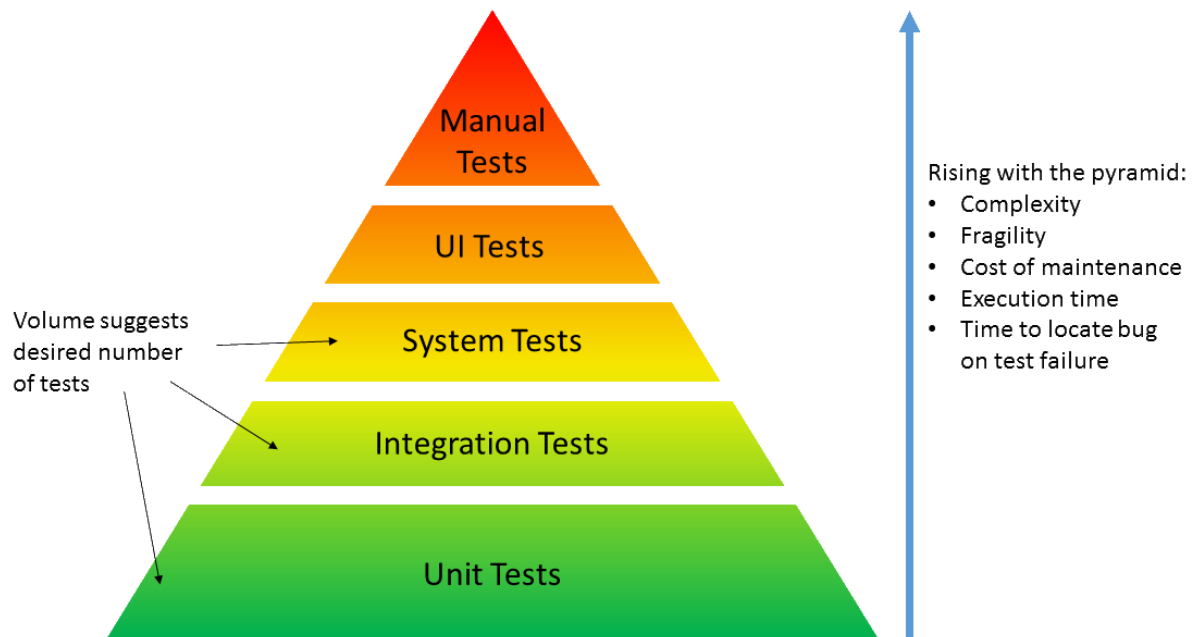 Manual
Tests
UI Tests
System Tests
Integration Tests
Unit Tests
Volume suggests
desired number
of tests
Rising with the pyramid:
• Complexity
• Fragility
• Cost of maintenance
• Execution time
• Time to locate bug
on test failure